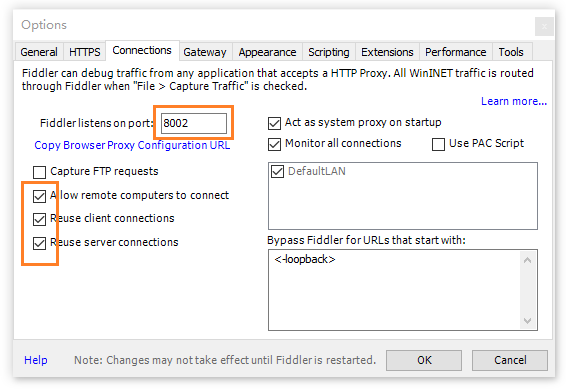 Options
General HTTPS Connections Gateway Appearance Scripting Extensions Performance Tools
Fiddler can debug traffic from any application that accepts a HTTP Proxy. All WinINET traffic is routed
through Fiddler when "File > Capture Traffic" is checked.
Learn more...
Fiddler listens on port: 8002
Act as system proxy on startup
Copy Browser Proxy Configuration URL
Monitor all connections
Use PAC Script
Capture FTP requests
DefaultLAN
Allow remote computers to connect
Reuse client connections
Reuse server connections
Bypass Fiddler for URLs that start with:
<-loopback>
Help
Note: Changes may not take effect until Fiddler is restarted.
OK
Cancel